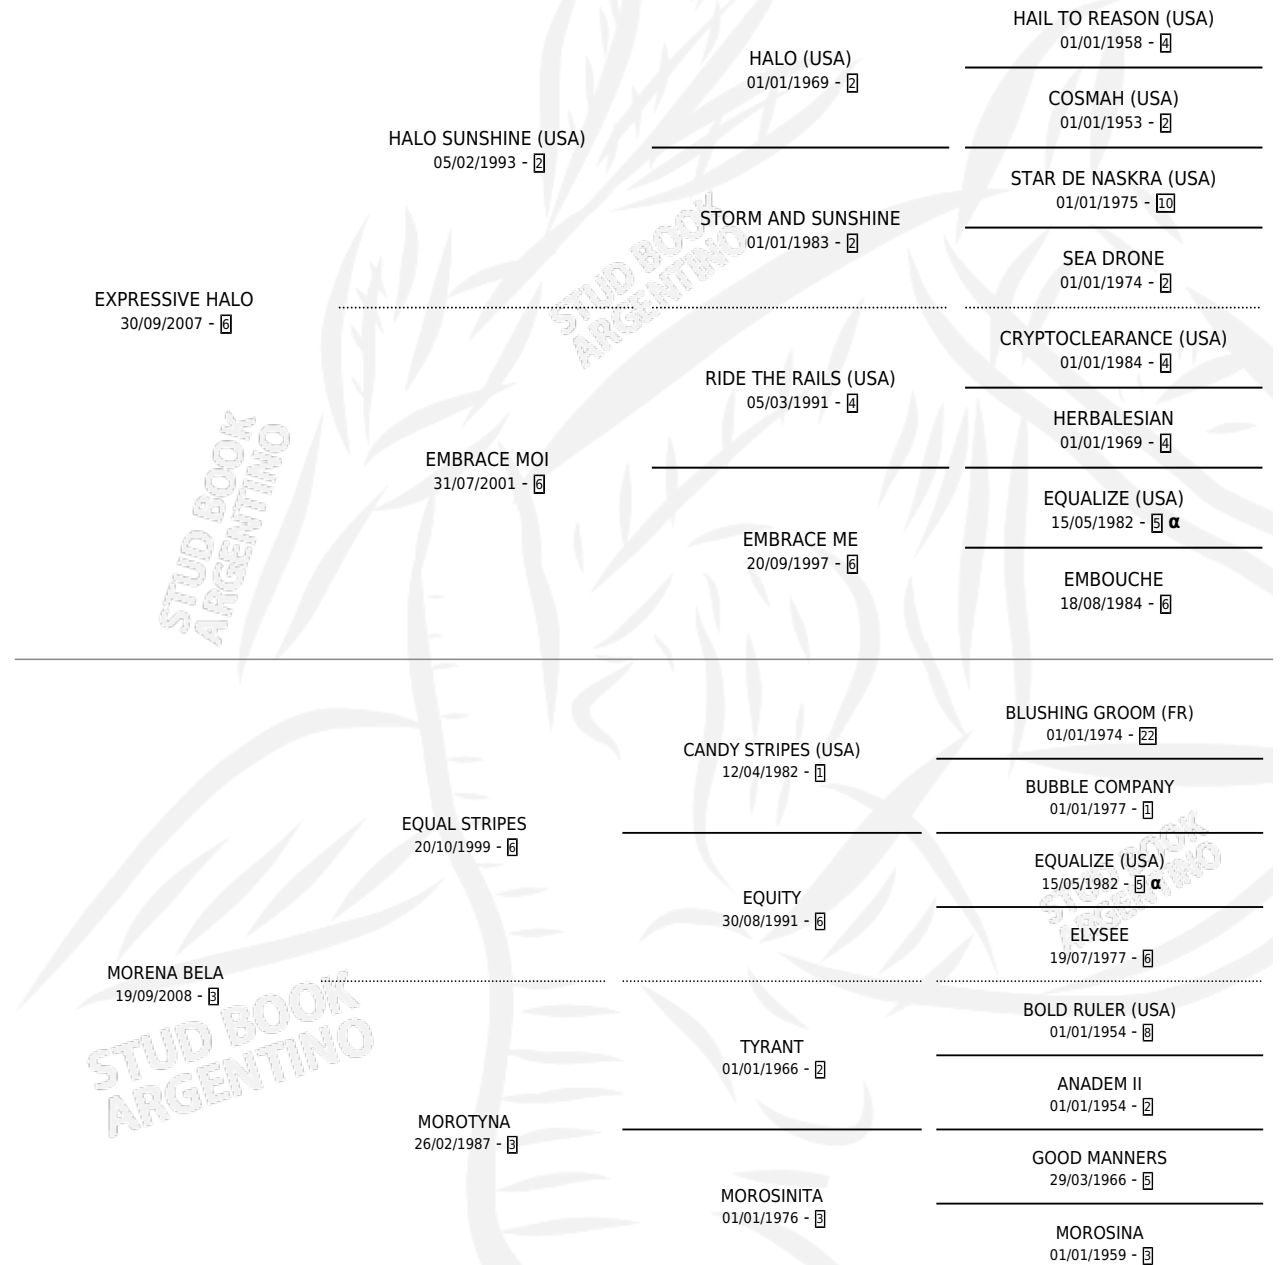 HAIL TO REASON (USA)
01/01/1958 - 4
HALO (USA)
01/01/1969 - 2
COSMAH (USA)
01/01/1953 - 2
HALO SUNSHINE (USA)
05/02/1993 - 2
STAR DE NASKRA (USA)
01/01/1975 - 10
STORM AND SUNSHINE
01/01/1983 - 2
SEA DRONE
01/01/1974 - 2
STUD BOOK
ARGENTINO
EXPRESSIVE HALO
30/09/2007 - 6
CRYPTOCLEARANCE (USA)
01/01/1984 - 4
RIDE THE RAILS (USA)
05/03/1991 - 4
HERBALESIAN
01/01/1969 - 4
EMBRACE MOI
31/07/2001 - 6
EQUALIZE (USA)
15/05/1982 - 5 α
EMBRACE ME
20/09/1997 - 6
EMBOUCHE
18/08/1984 - 6
STUD BOOK
ARGENTINO
BLUSHING GROOM (FR)
01/01/1974 - 22
CANDY STRIPES (USA)
12/04/1982 - 1
BUBBLE COMPANY
01/01/1977 - 1
EQUAL STRIPES
20/10/1999 - 6
EQUALIZE (USA)
15/05/1982 - 5 α
STUD BOOK
ARGENTINO
EQUITY
30/08/1991 - 6
ELYSEE
19/07/1977 - 6
MORENA BELA
19/09/2008 - 3
BOLD RULER (USA)
01/01/1954 - 8
STUD BOOK
ARGENTINO
TYRANT
01/01/1966 - 2
ANADEM II
01/01/1954 - 2
MOROTYNA
26/02/1987 - 3
GOOD MANNERS
29/03/1966 - 5
MOROSINITA
01/01/1976 - 3
MOROSINA
01/01/1959 - 3